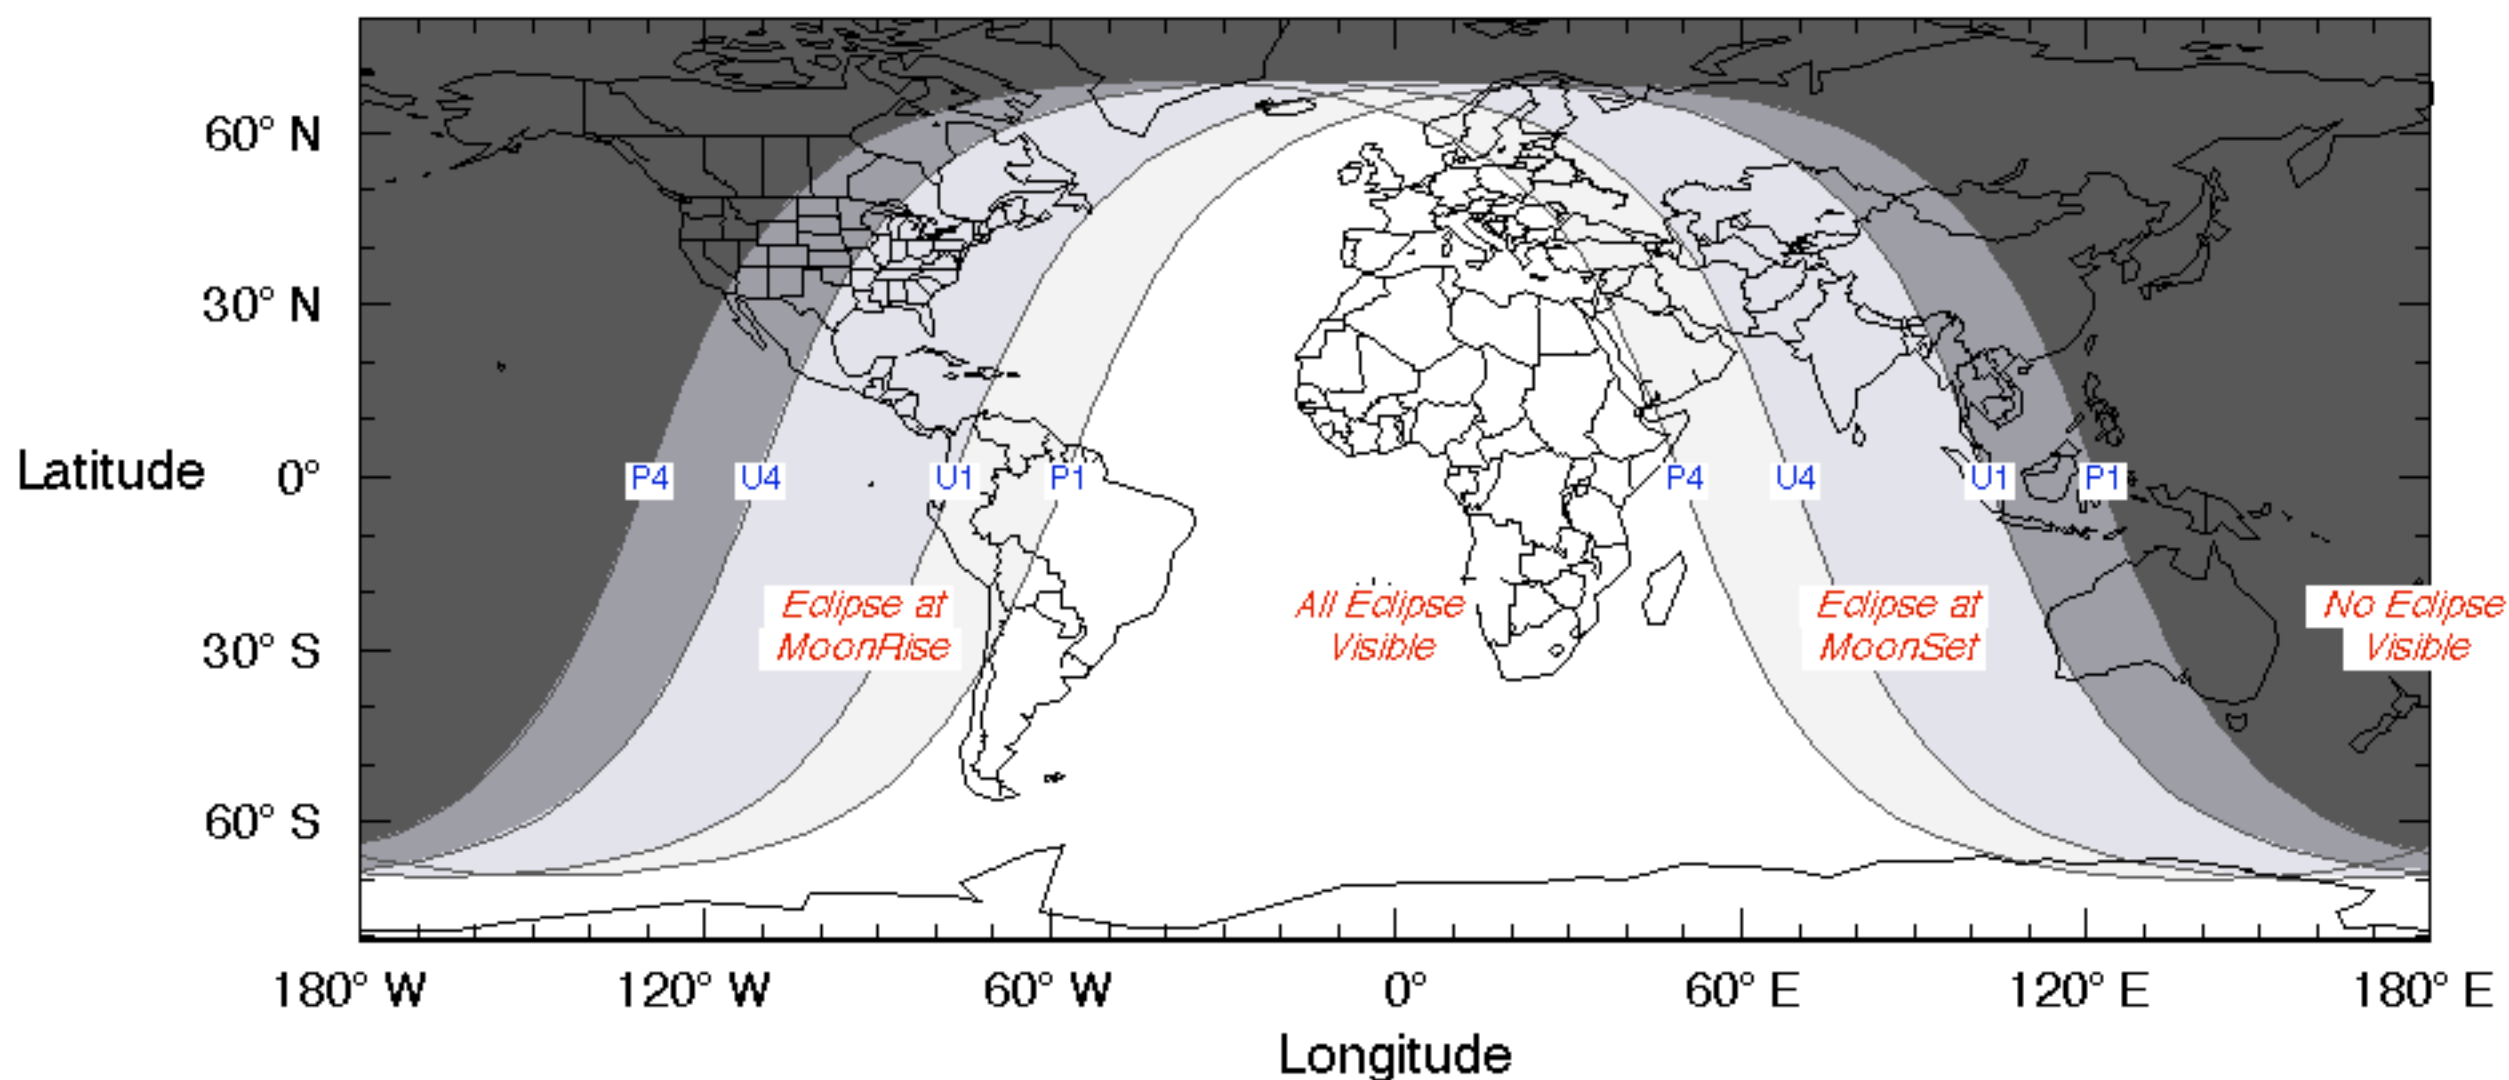 60° N
30° N
Latitude 0°
P4 U4 U1 P1 P4 U4 U1 P1
Eclipse at
MoonRise
All Eclipse
Visible
Eclipse at
MoonSet
No Eclipse
Visible
30° S
60° S
180° W 120° W 60° W 0° 60° E 120° E 180° E
Longitude